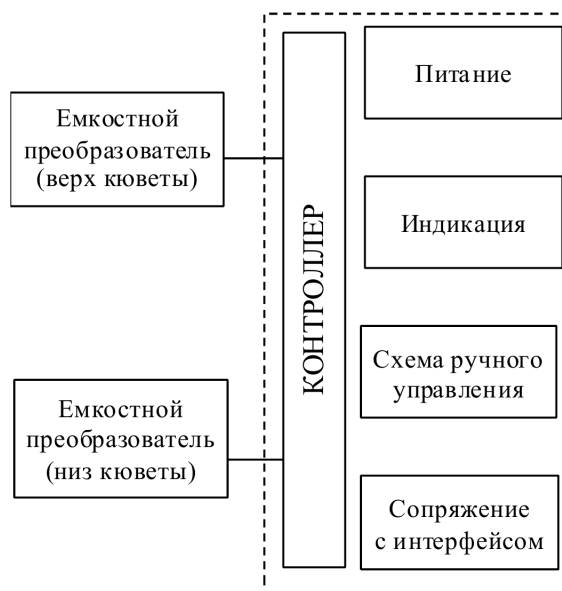 Емкостной
преобразователь
(верх кюветы)
Емкостной
преобразователь
(низ кюветы)
КОНТРОЛЛЕР
Питание
Индикация
Схема ручного
управления
Сопряжение
с интерфейсом